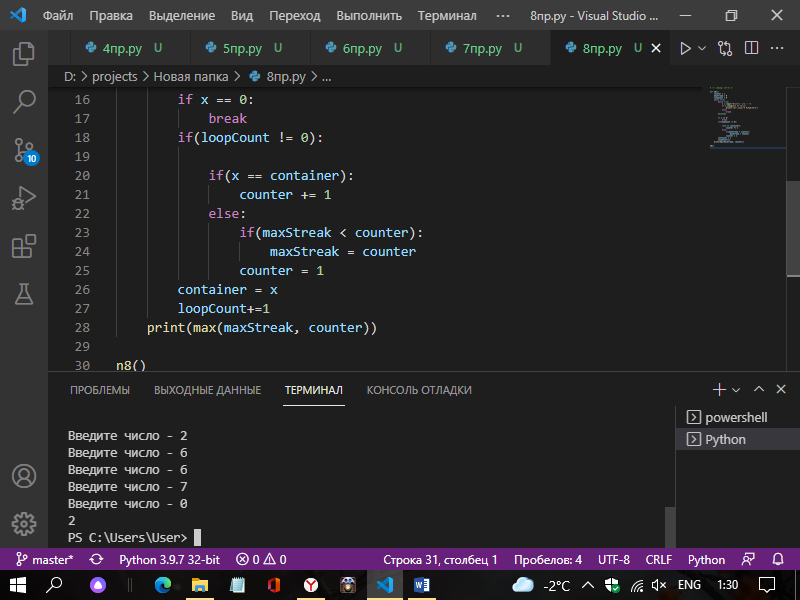 Файл Правка Выделение Вид Переход Выполнить Терминал ··· 8пр.py - Visual Studio ...
4пр.py U 5пр.py U 6пр.py U 7пр.py U 8пр.py U
D: > projects > Новая папка > 8пр.py > ...
16 if x == 0:
17 break
18 if(loopCount != 0):
19
20 if(x == container):
21 counter += 1
22 else:
23 if(maxStreak < counter):
24 maxStreak = counter
25 counter = 1
26 container = x
27 loopCount+=1
28 print(max(maxStreak, counter))
29
30 n8()
ПРОБЛЕМЫ ВЫХОДНЫЕ ДАННЫЕ ТЕРМИНАЛ КОНСОЛЬ ОТЛАДКИ
powershell
Python
Введите число - 2
Введите число - 6
Введите число - 6
Введите число - 7
Введите число - 0
2
PS C:\Users\User>
10
master* Python 3.9.7 32-bit 0 0 Строка 31, столбец 1 Пробелов: 4 UTF-8 CRLF Python
-2°C ENG 1:30